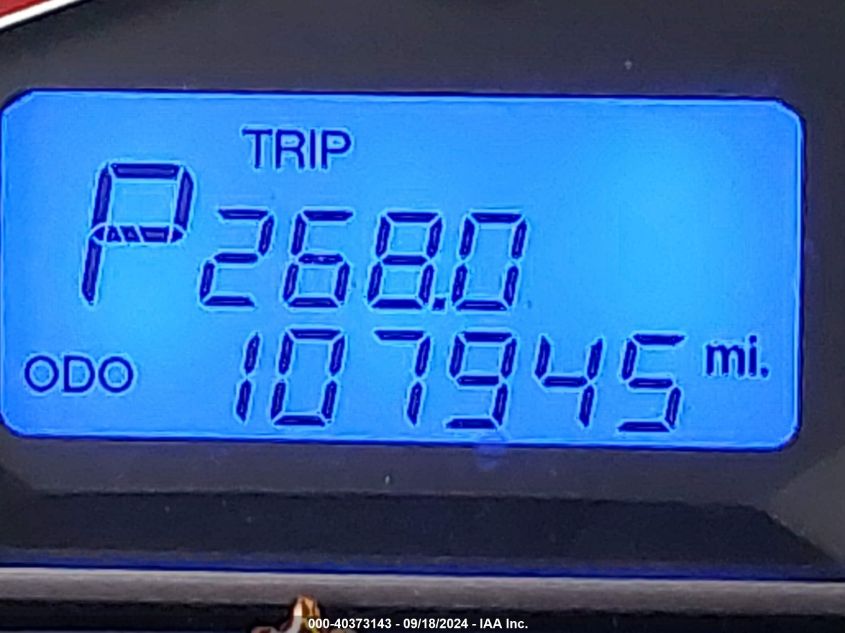 TRIP
P 268.0
ODO 107945 mi.
000-40373143 - 09/18/2024 - IAA Inc.